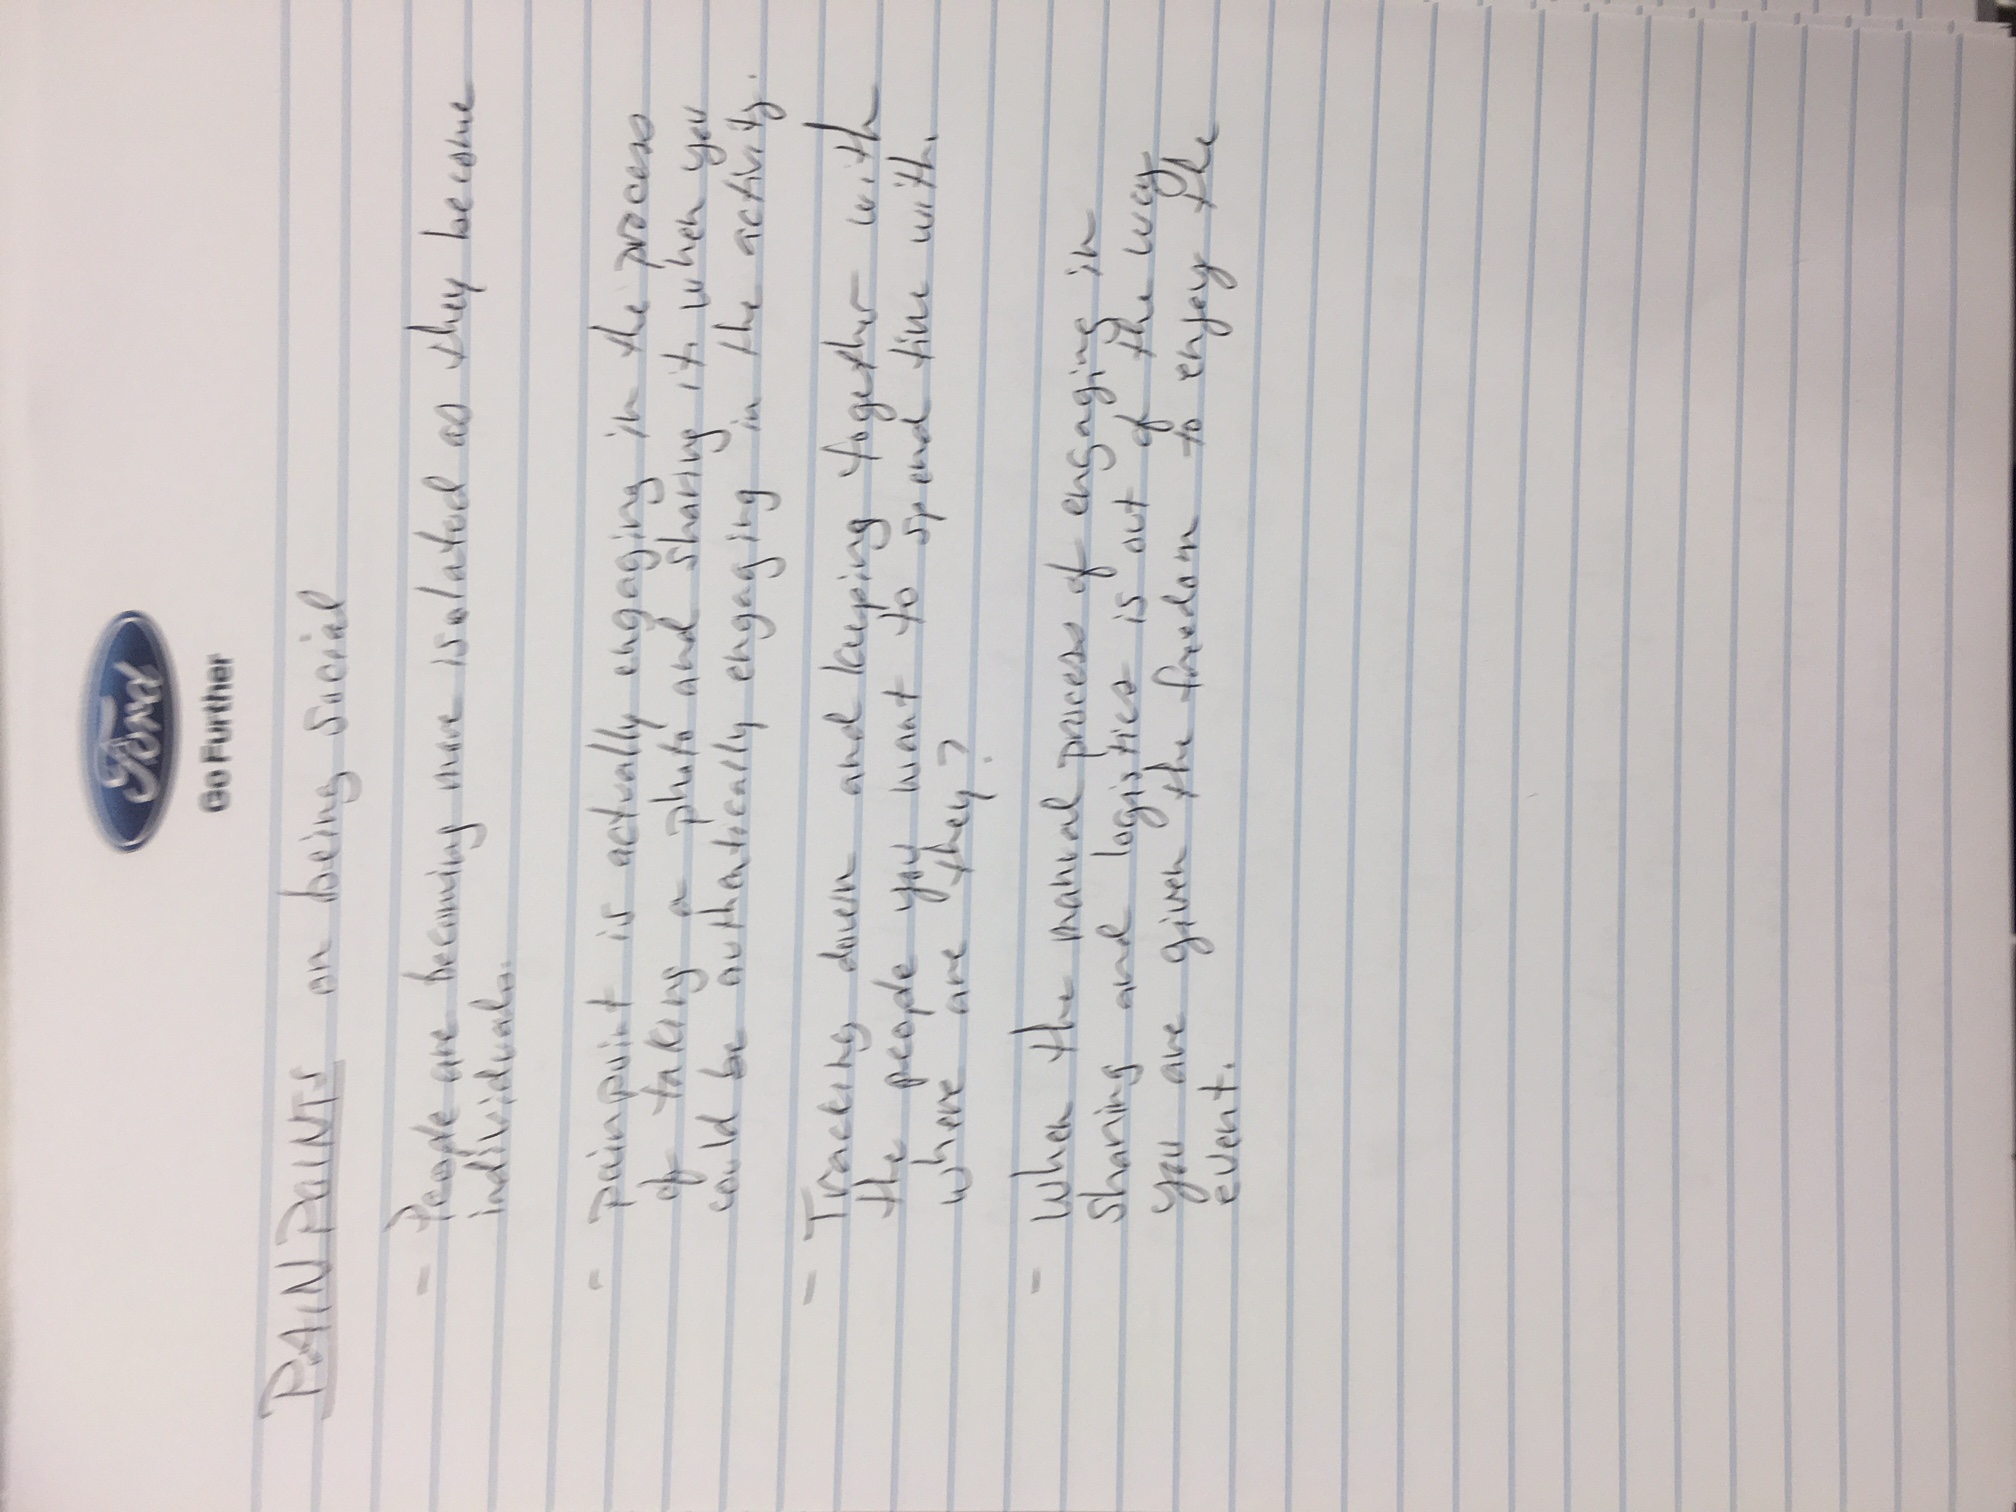 Ford
Go Further
PAINPOINTS on being social
- People are becoming more isolated as they become
individuals.
- painpoint is actually engaging in the process
of taking a photo and sharing it. when you
could be authentically engaging in the activity.
- Tracking down and keeping together with
the people you want to spend time with.
where are they?
- When the manual process of engaging in
sharing and logistics is out of the way
you are given the freedom to enjoy the
event.